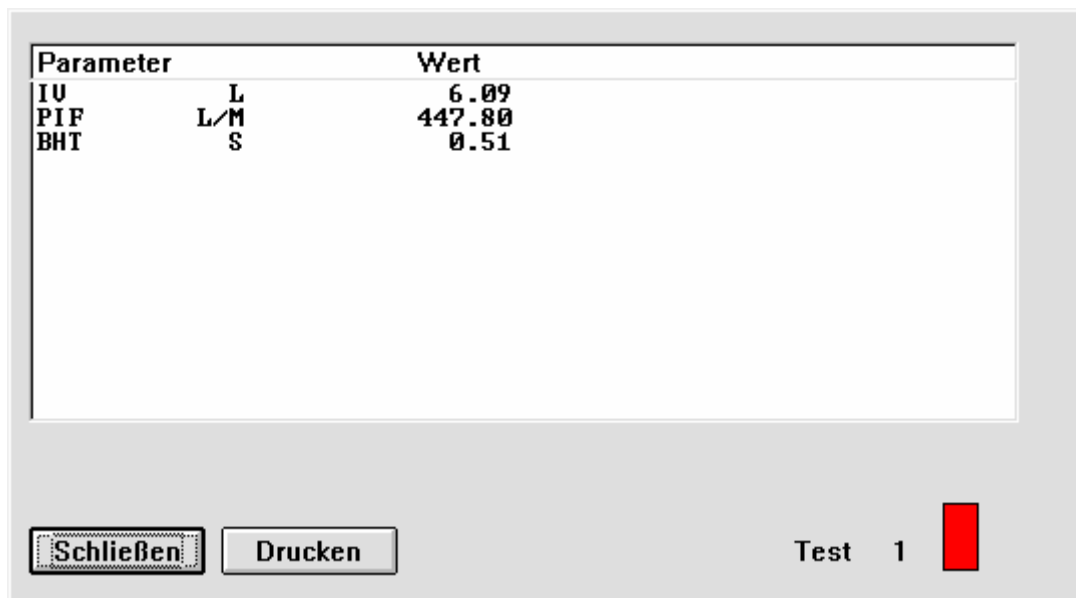 Parameter Wert
IV L 6.09
PIF L/M 447.80
BHT S 0.51
Schließen Drucken Test 1